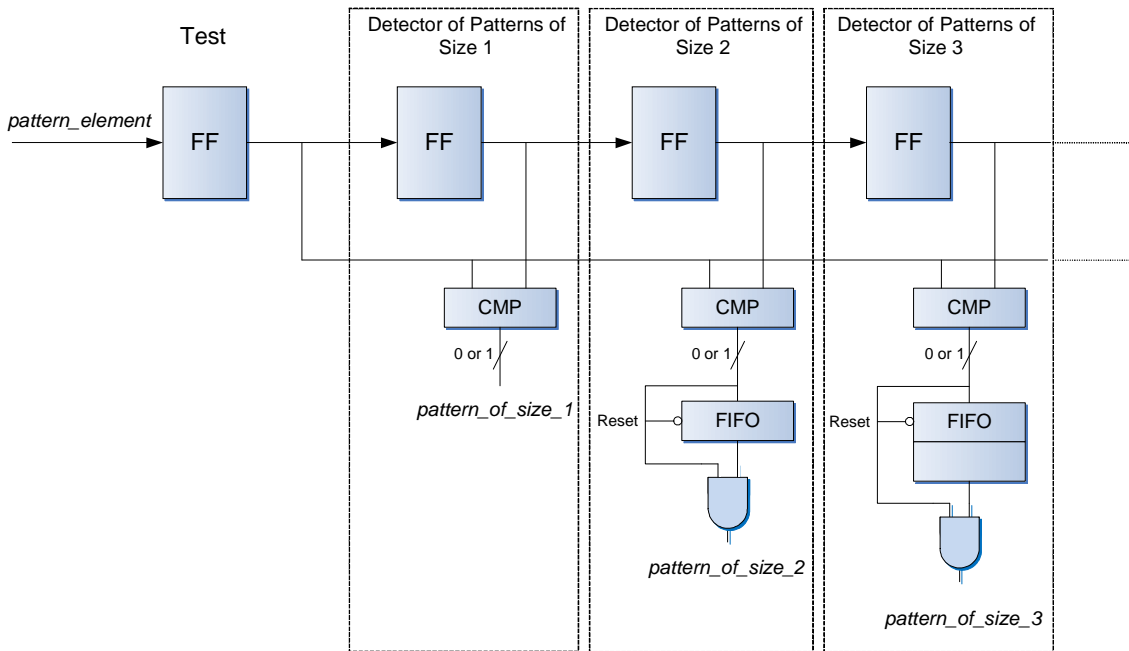 Test
Detector of Patterns of
Size 1
Detector of Patterns of
Size 2
Detector of Patterns of
Size 3
pattern_element
FF
FF
FF
FF
CMP
CMP
CMP
0 or 1
0 or 1
0 or 1
pattern_of_size_1
Reset
FIFO
Reset
FIFO
pattern_of_size_2
pattern_of_size_3